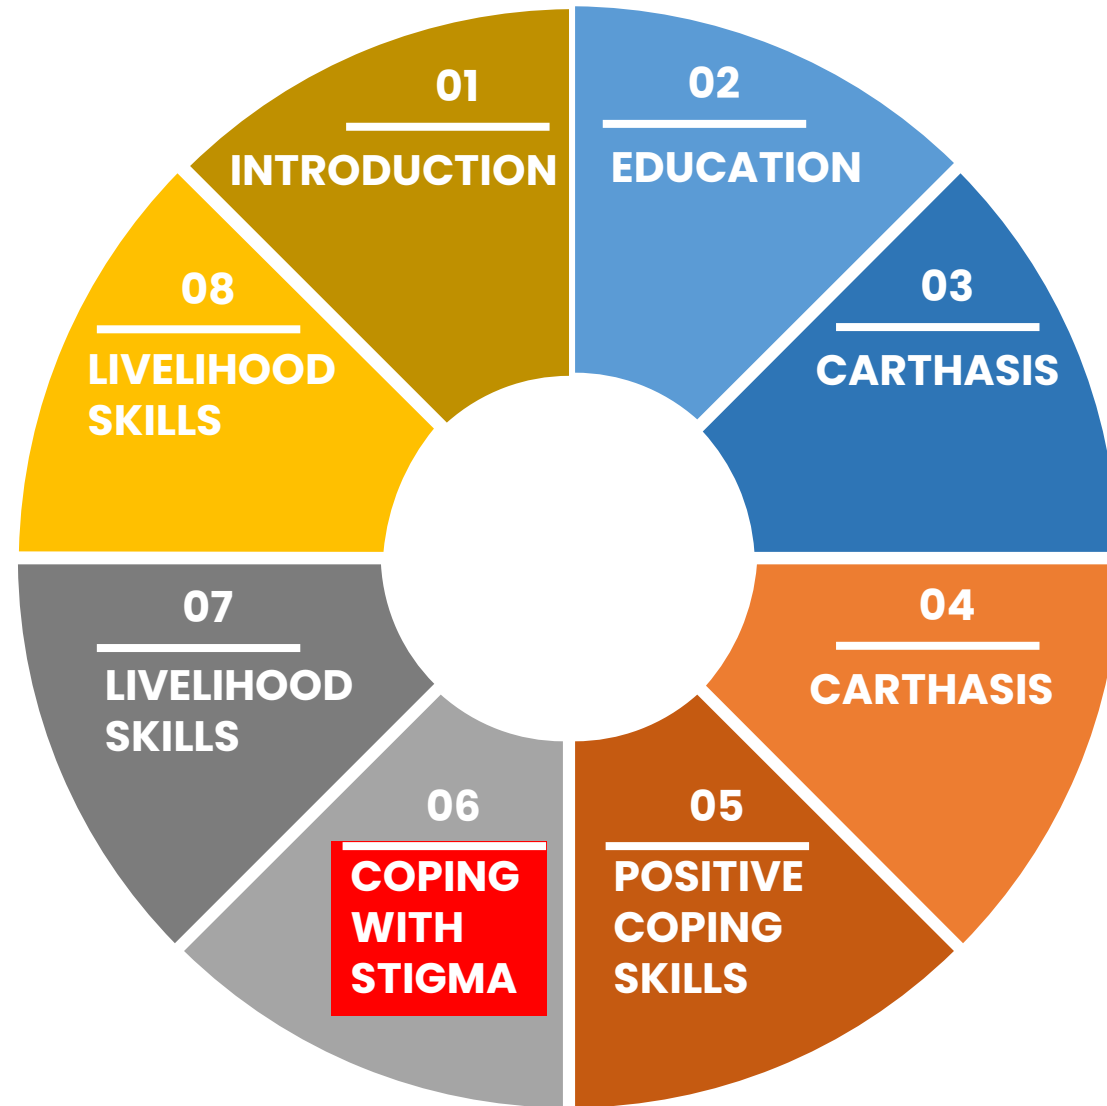 01
INTRODUCTION
02
EDUCATION
03
CARTHASIS
04
CARTHASIS
05
POSITIVE
COPING
SKILLS
06
COPING
WITH
STIGMA
07
LIVELIHOOD
SKILLS
08
LIVELIHOOD
SKILLS